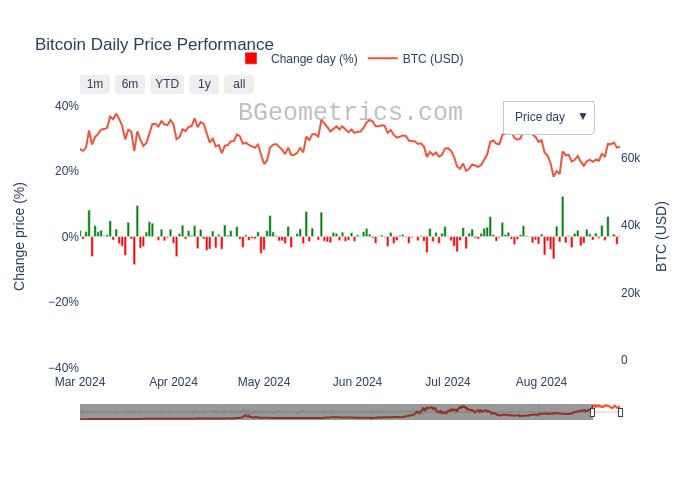 Bitcoin Daily Price Performance
Change day (%) BTC (USD)
1m 6m YTD 1y all
BGeometrics.com
Price day ▼
Change price (%)
40%
20%
0%
−20%
−40%
BTC (USD)
60k
40k
20k
0
Mar 2024 Apr 2024 May 2024 Jun 2024 Jul 2024 Aug 2024